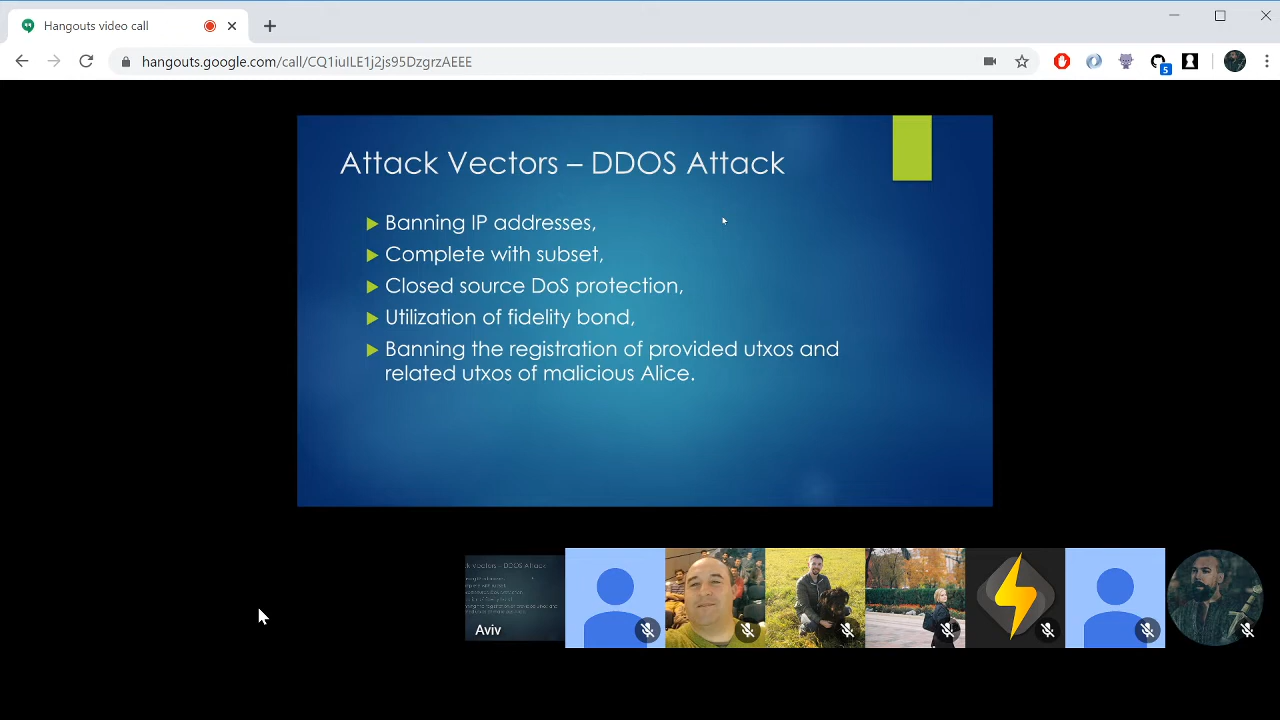 Hangouts video call
hangouts.google.com/call/CQ1iuILE1j2js95DzgrzAEEE
5
Attack Vectors – DDOS Attack
Banning IP addresses,
Complete with subset,
Closed source DoS protection,
Utilization of fidelity bond,
Banning the registration of provided utxos and
related utxos of malicious Alice.
Aviv